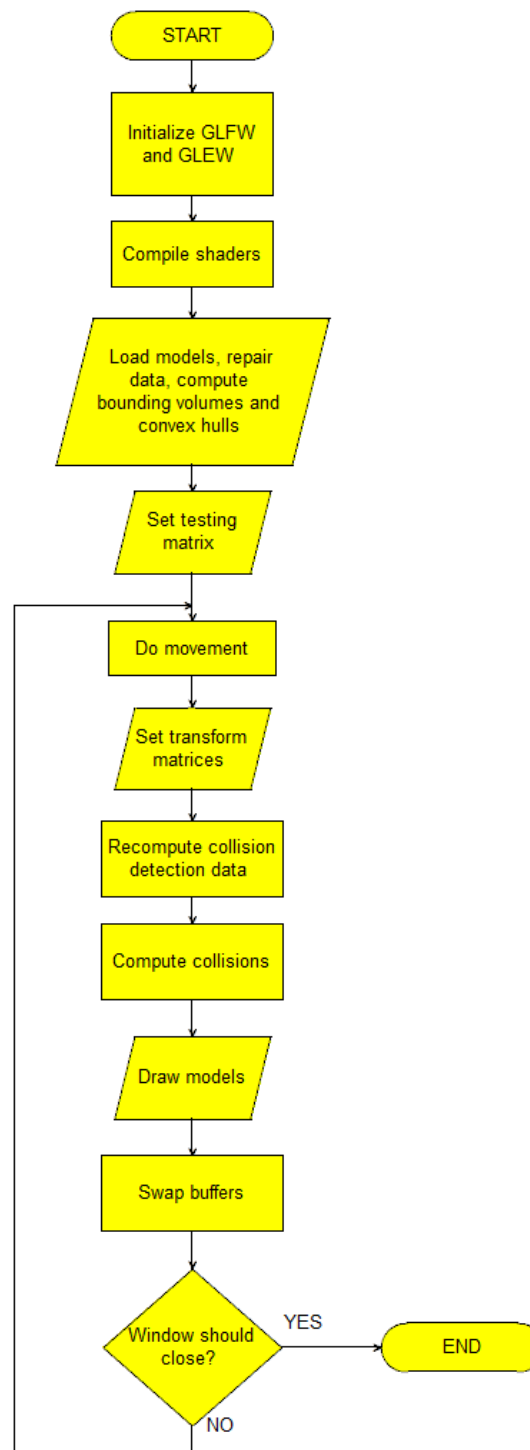 START
Initialize GLFW
and GLEW
Compile shaders
Load models, repair
data, compute
bounding volumes and
convex hulls
Set testing
matrix
Do movement
Set transform
matrices
Recompute collision
detection data
Compute collisions
Draw models
Swap buffers
Window should
close?
YES
END
NO